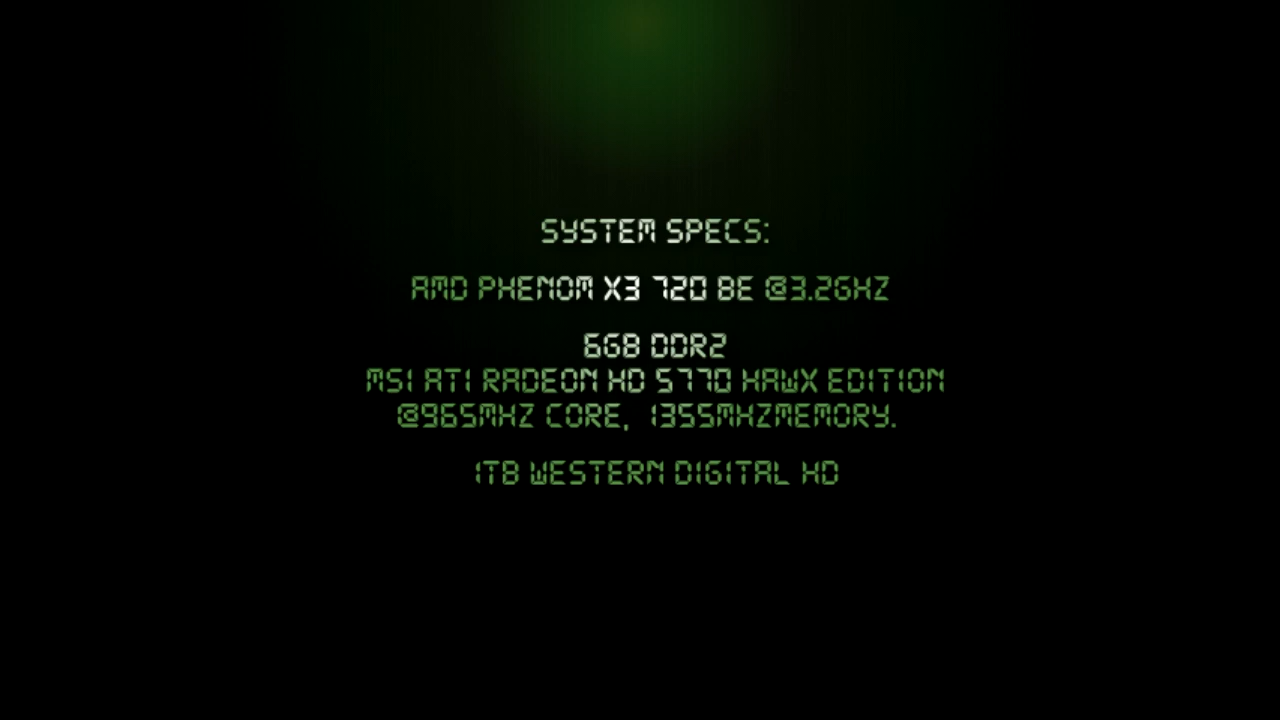 SYSTEM SPECS:
AMD PHENOM X3 720 BE @3.2GHZ
6GB DDR2
MSI ATI RADEON HD 5770 HAWX EDITION
@965MHZ CORE, 1355MHZMEMORY.
1TB WESTERN DIGITAL HD